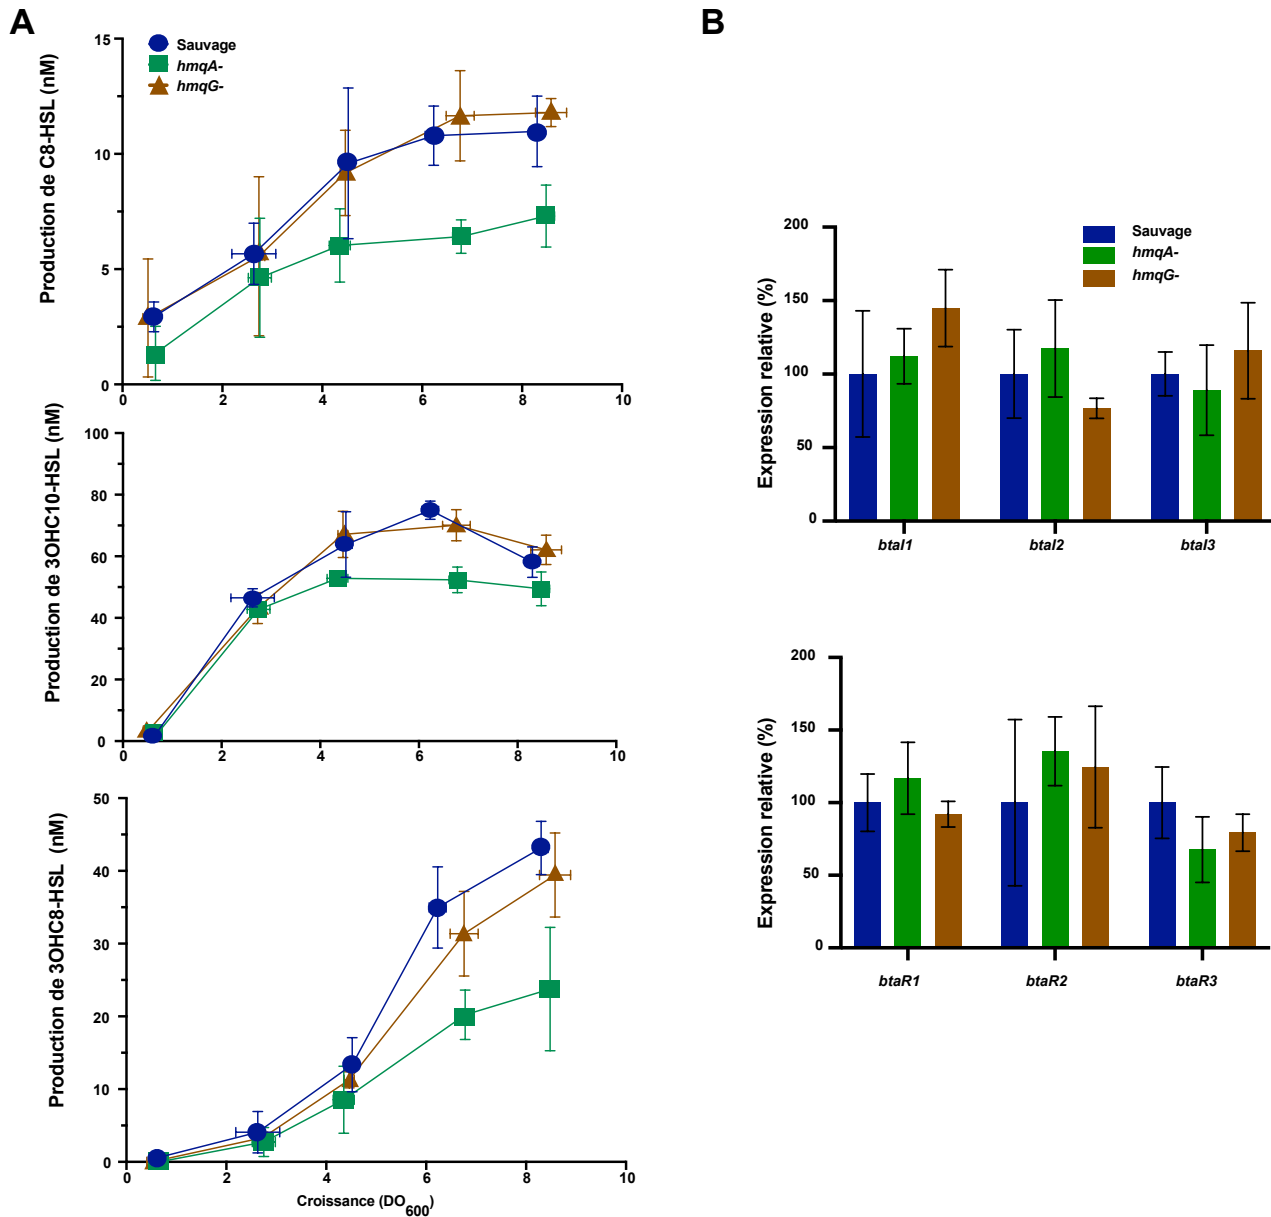 A
Production de C8-HSL (nM)
15
10
5
0
0 2 4 6 8 10
Sauvage
hmqA-
hmqG-
Production de 3OHC10-HSL (nM)
100
80
60
40
20
0
0 2 4 6 8 10
Production de 3OHC8-HSL (nM)
50
40
30
20
10
0
0 2 4 6 8 10
Croissance (DO600)
B
Expression relative (%)
200
150
100
50
0
Sauvage
hmqA-
hmqG-
btaI1 btaI2 btaI3
Expression relative (%)
200
150
100
50
0
btaR1 btaR2 btaR3